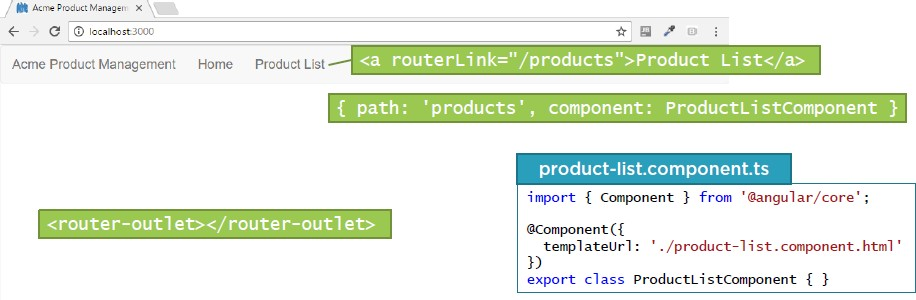 Acme Product Managem
localhost:3000
Acme Product Management Home Product List
<a routerLink="/products">Product List</a>
{ path: 'products', component: ProductListComponent }
product-list.component.ts
import { Component } from '@angular/core';
@Component({
templateUrl: './product-list.component.html'
})
export class ProductListComponent { }
<router-outlet></router-outlet>